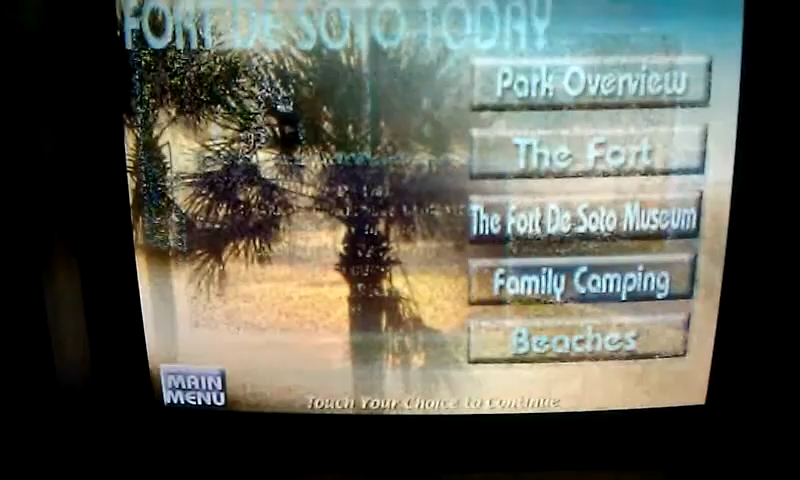 FORT DE SOTO TODAY
Park Overview
The Fort
The Fort De Soto Museum
Family Camping
Beaches
MAIN
MENU
Touch Your Choice to Continue